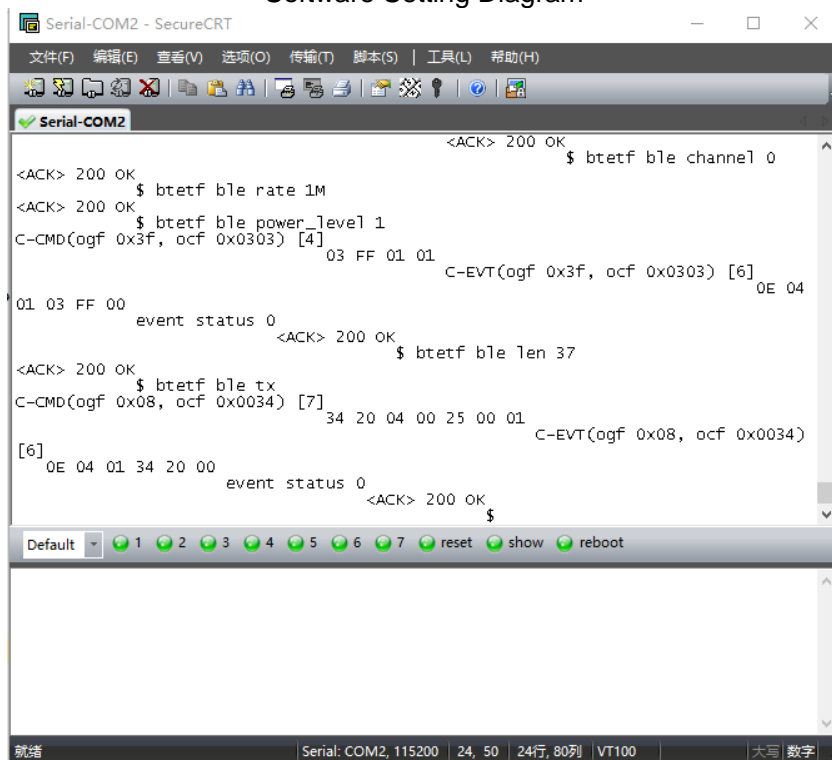 Software Setting Diagram
Serial-COM2 - SecureCRT
文件(F) 编辑(E) 查看(V) 选项(O) 传输(T) 脚本(S) | 工具(L) 帮助(H)
Serial-COM2
<ACK> 200 OK
$ btetf ble channel 0
<ACK> 200 OK
$ btetf ble rate 1M
<ACK> 200 OK
$ btetf ble power_level 1
C-CMD(ogf 0x3f, ocf 0x0303) [4]
03 FF 01 01
C-EVT(ogf 0x3f, ocf 0x0303) [6]
0E 04
01 03 FF 00
event status 0
<ACK> 200 OK
$ btetf ble len 37
<ACK> 200 OK
$ btetf ble tx
C-CMD(ogf 0x08, ocf 0x0034) [7]
34 20 04 00 25 00 01
C-EVT(ogf 0x08, ocf 0x0034)
[6]
0E 04 01 34 20 00
event status 0
<ACK> 200 OK
$
Default 1 2 3 4 5 6 7 reset show reboot
就绪 Serial: COM2, 115200 24, 50 24行, 80列 VT100 大写 数字